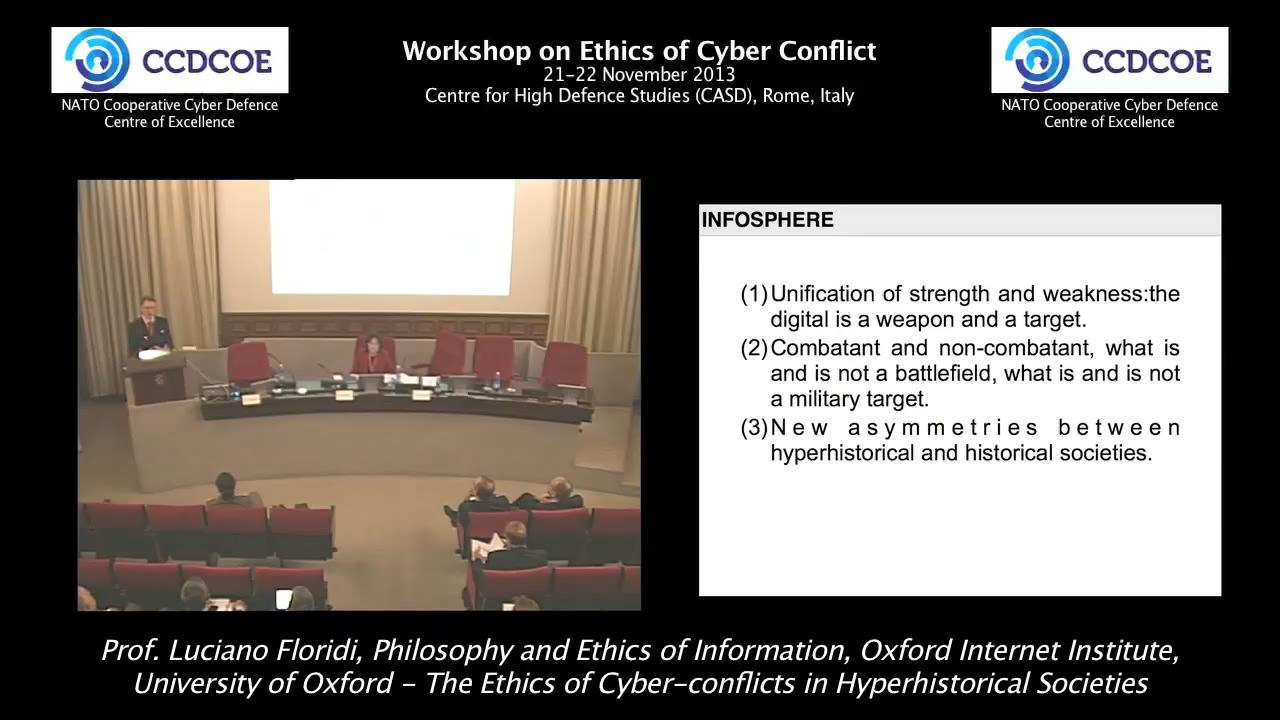 CCDCOE
NATO Cooperative Cyber Defence
Centre of Excellence
Workshop on Ethics of Cyber Conflict
21-22 November 2013
Centre for High Defence Studies (CASD), Rome, Italy
CCDCOE
NATO Cooperative Cyber Defence
Centre of Excellence
INFOSPHERE
(1) Unification of strength and weakness:the
digital is a weapon and a target.
(2) Combatant and non-combatant, what is
and is not a battlefield, what is and is not
a military target.
(3) New asymmetries between
hyperhistorical and historical societies.
Prof. Luciano Floridi, Philosophy and Ethics of Information, Oxford Internet Institute,
University of Oxford - The Ethics of Cyber-conflicts in Hyperhistorical Societies